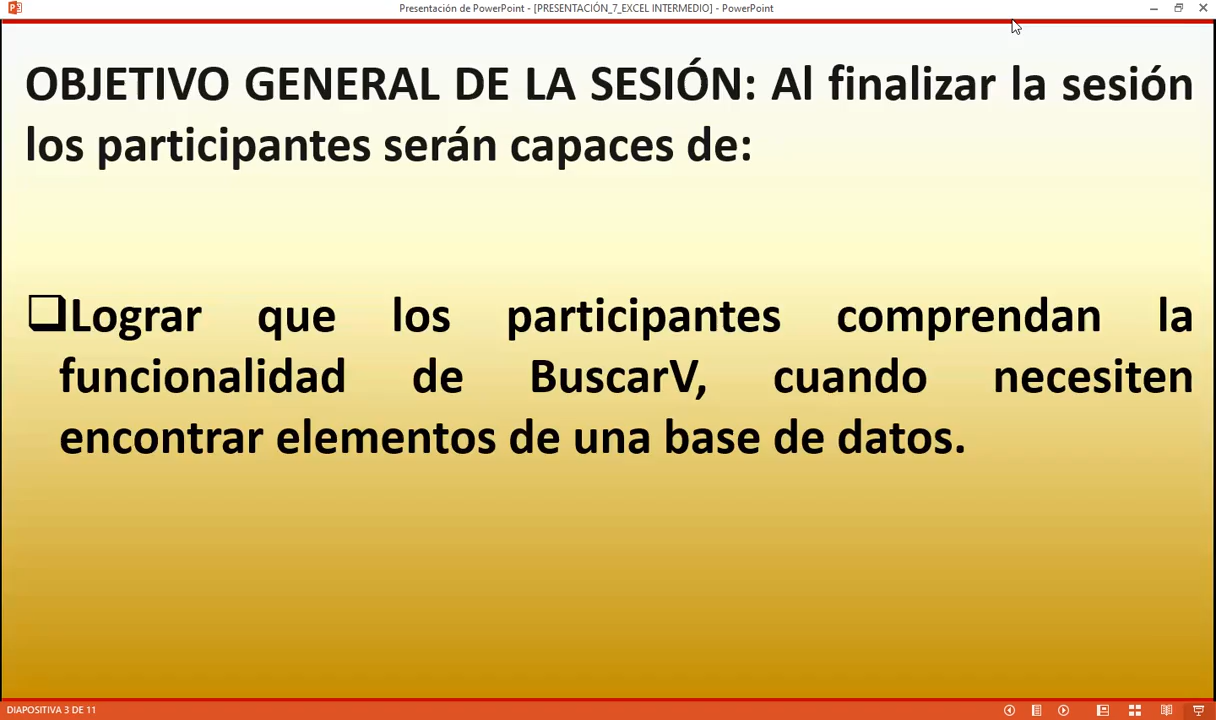 Presentación de PowerPoint - [PRESENTACIÓN_7_EXCEL INTERMEDIO] - PowerPoint
OBJETIVO GENERAL DE LA SESIÓN: Al finalizar la sesión
los participantes serán capaces de:
Lograr que los participantes comprendan la
funcionalidad de BuscarV, cuando necesiten
encontrar elementos de una base de datos.
DIAPOSITIVA 3 DE 11